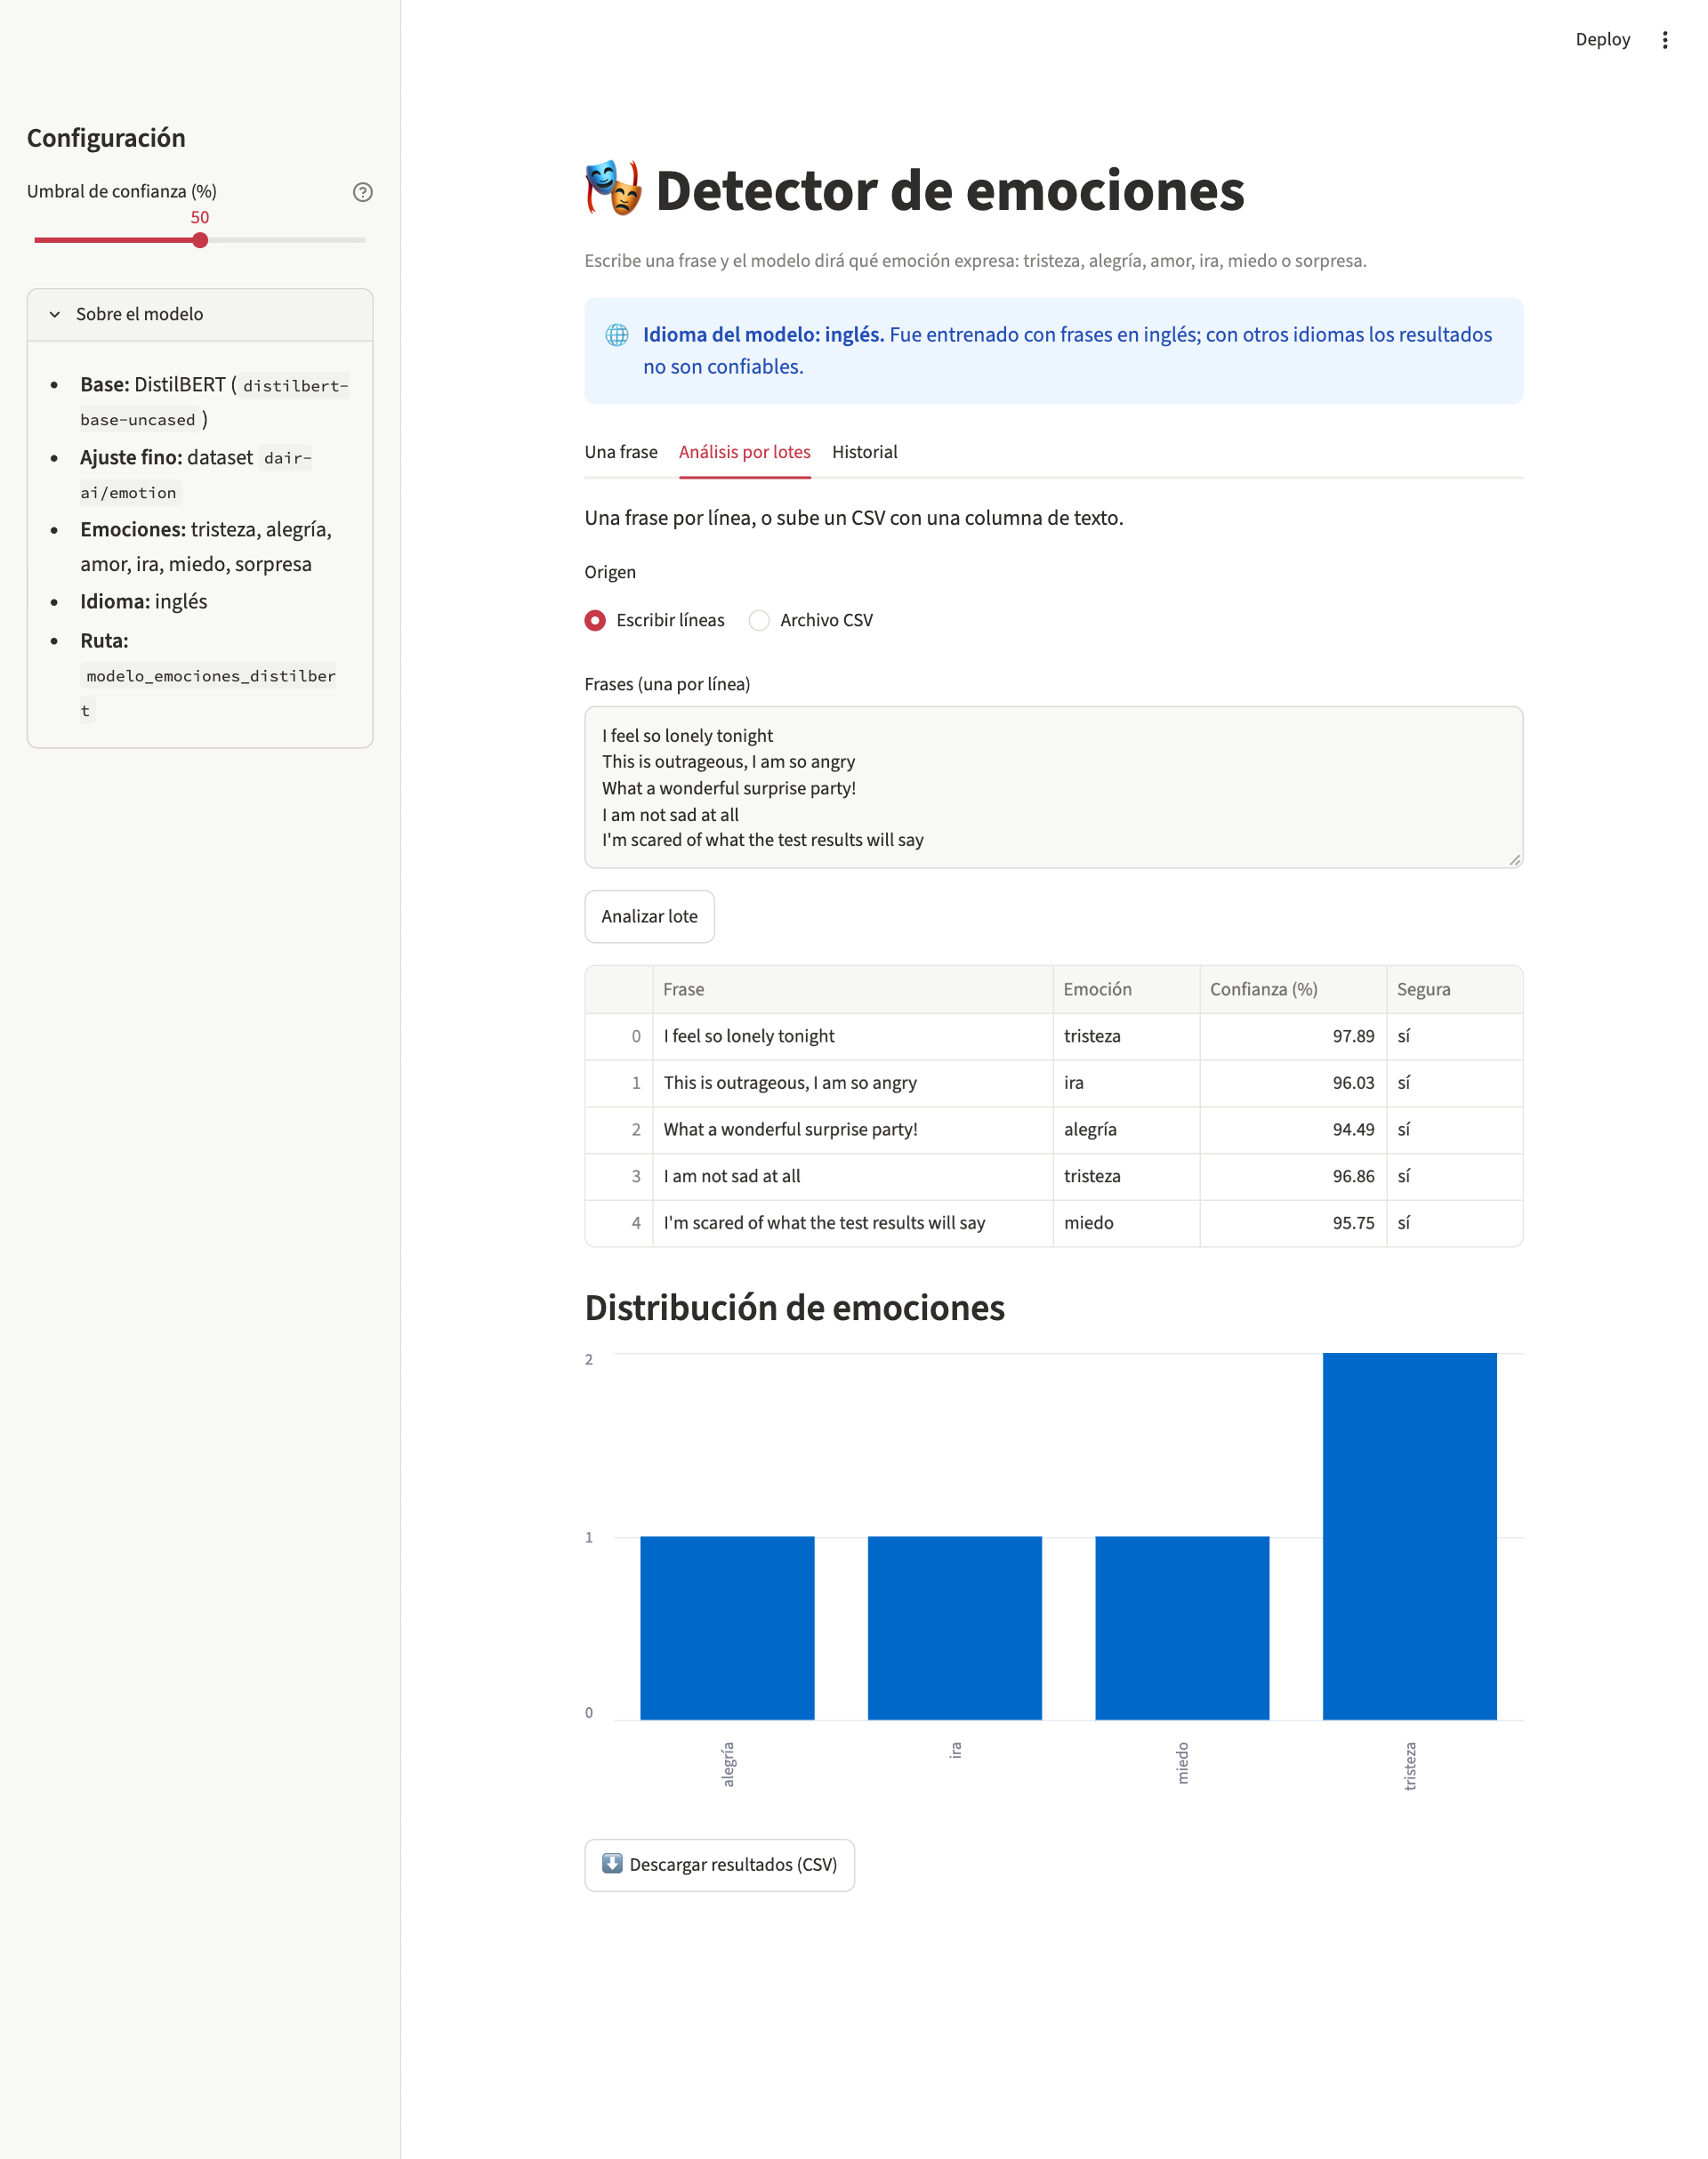 Deploy
Configuración
Umbral de confianza (%)
50
Sobre el modelo
Base: DistilBERT (distilbert-
base-uncased)
Ajuste fino: dataset dair-
ai/emotion
Emociones: tristeza, alegría,
amor, ira, miedo, sorpresa
Idioma: inglés
Ruta:
modelo_emociones_distilber
t
Detector de emociones
Escribe una frase y el modelo dirá qué emoción expresa: tristeza, alegría, amor, ira, miedo o sorpresa.
Idioma del modelo: inglés. Fue entrenado con frases en inglés; con otros idiomas los resultados
no son confiables.
Una frase Análisis por lotes Historial
Una frase por línea, o sube un CSV con una columna de texto.
Origen
Escribir líneas Archivo CSV
Frases (una por línea)
I feel so lonely tonight
This is outrageous, I am so angry
What a wonderful surprise party!
I am not sad at all
I'm scared of what the test results will say
Analizar lote
Frase Emoción Confianza (%) Segura
0 I feel so lonely tonight tristeza 97.89 sí
1 This is outrageous, I am so angry ira 96.03 sí
2 What a wonderful surprise party! alegría 94.49 sí
3 I am not sad at all tristeza 96.86 sí
4 I'm scared of what the test results will say miedo 95.75 sí
Distribución de emociones
2
1
0
alegría ira miedo tristeza
Descargar resultados (CSV)